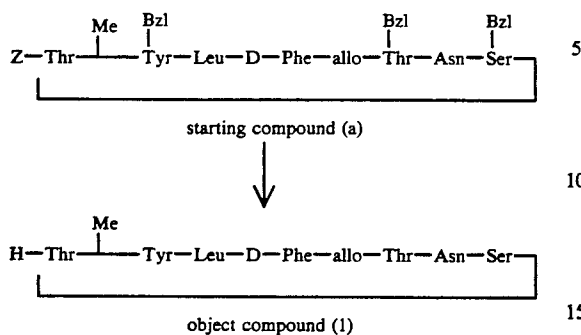 Me Bzl Bzl Bzl
Z—Thr—Tyr—Leu—D—Phe—allo—Thr—Asn—Ser
5
starting compound (a)
10
Me
H—Thr—Tyr—Leu—D—Phe—allo—Thr—Asn—Ser
object compound (1)
15